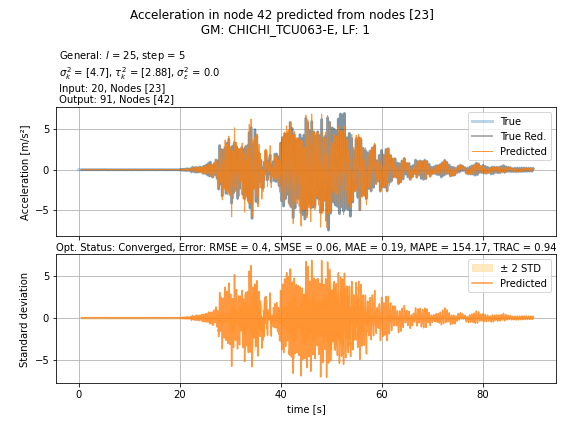 Acceleration in node 42 predicted from nodes [23]
GM: CHICHI_TCU063-E, LF: 1
General: l = 25, step = 5
σ²ₖ = [4.7], τ²ₖ = [2.88], σ²ε = 0.0
Input: 20, Nodes [23]
Output: 91, Nodes [42]
Acceleration [m/s²]
5
0
−5
True
True Red.
Predicted
Opt. Status: Converged, Error: RMSE = 0.4, SMSE = 0.06, MAE = 0.19, MAPE = 154.17, TRAC = 0.94
Standard deviation
5
0
−5
± 2 STD
Predicted
0 20 40 60 80
time [s]